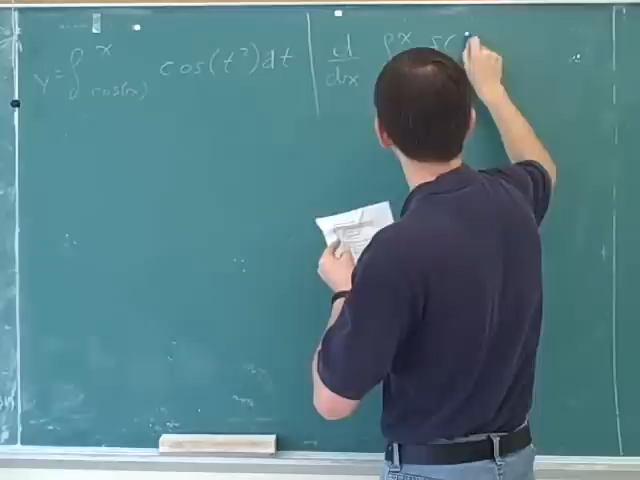 y = ∫_{cos(x)}^{x} cos(t²) dt
d/dx ∫^x f(